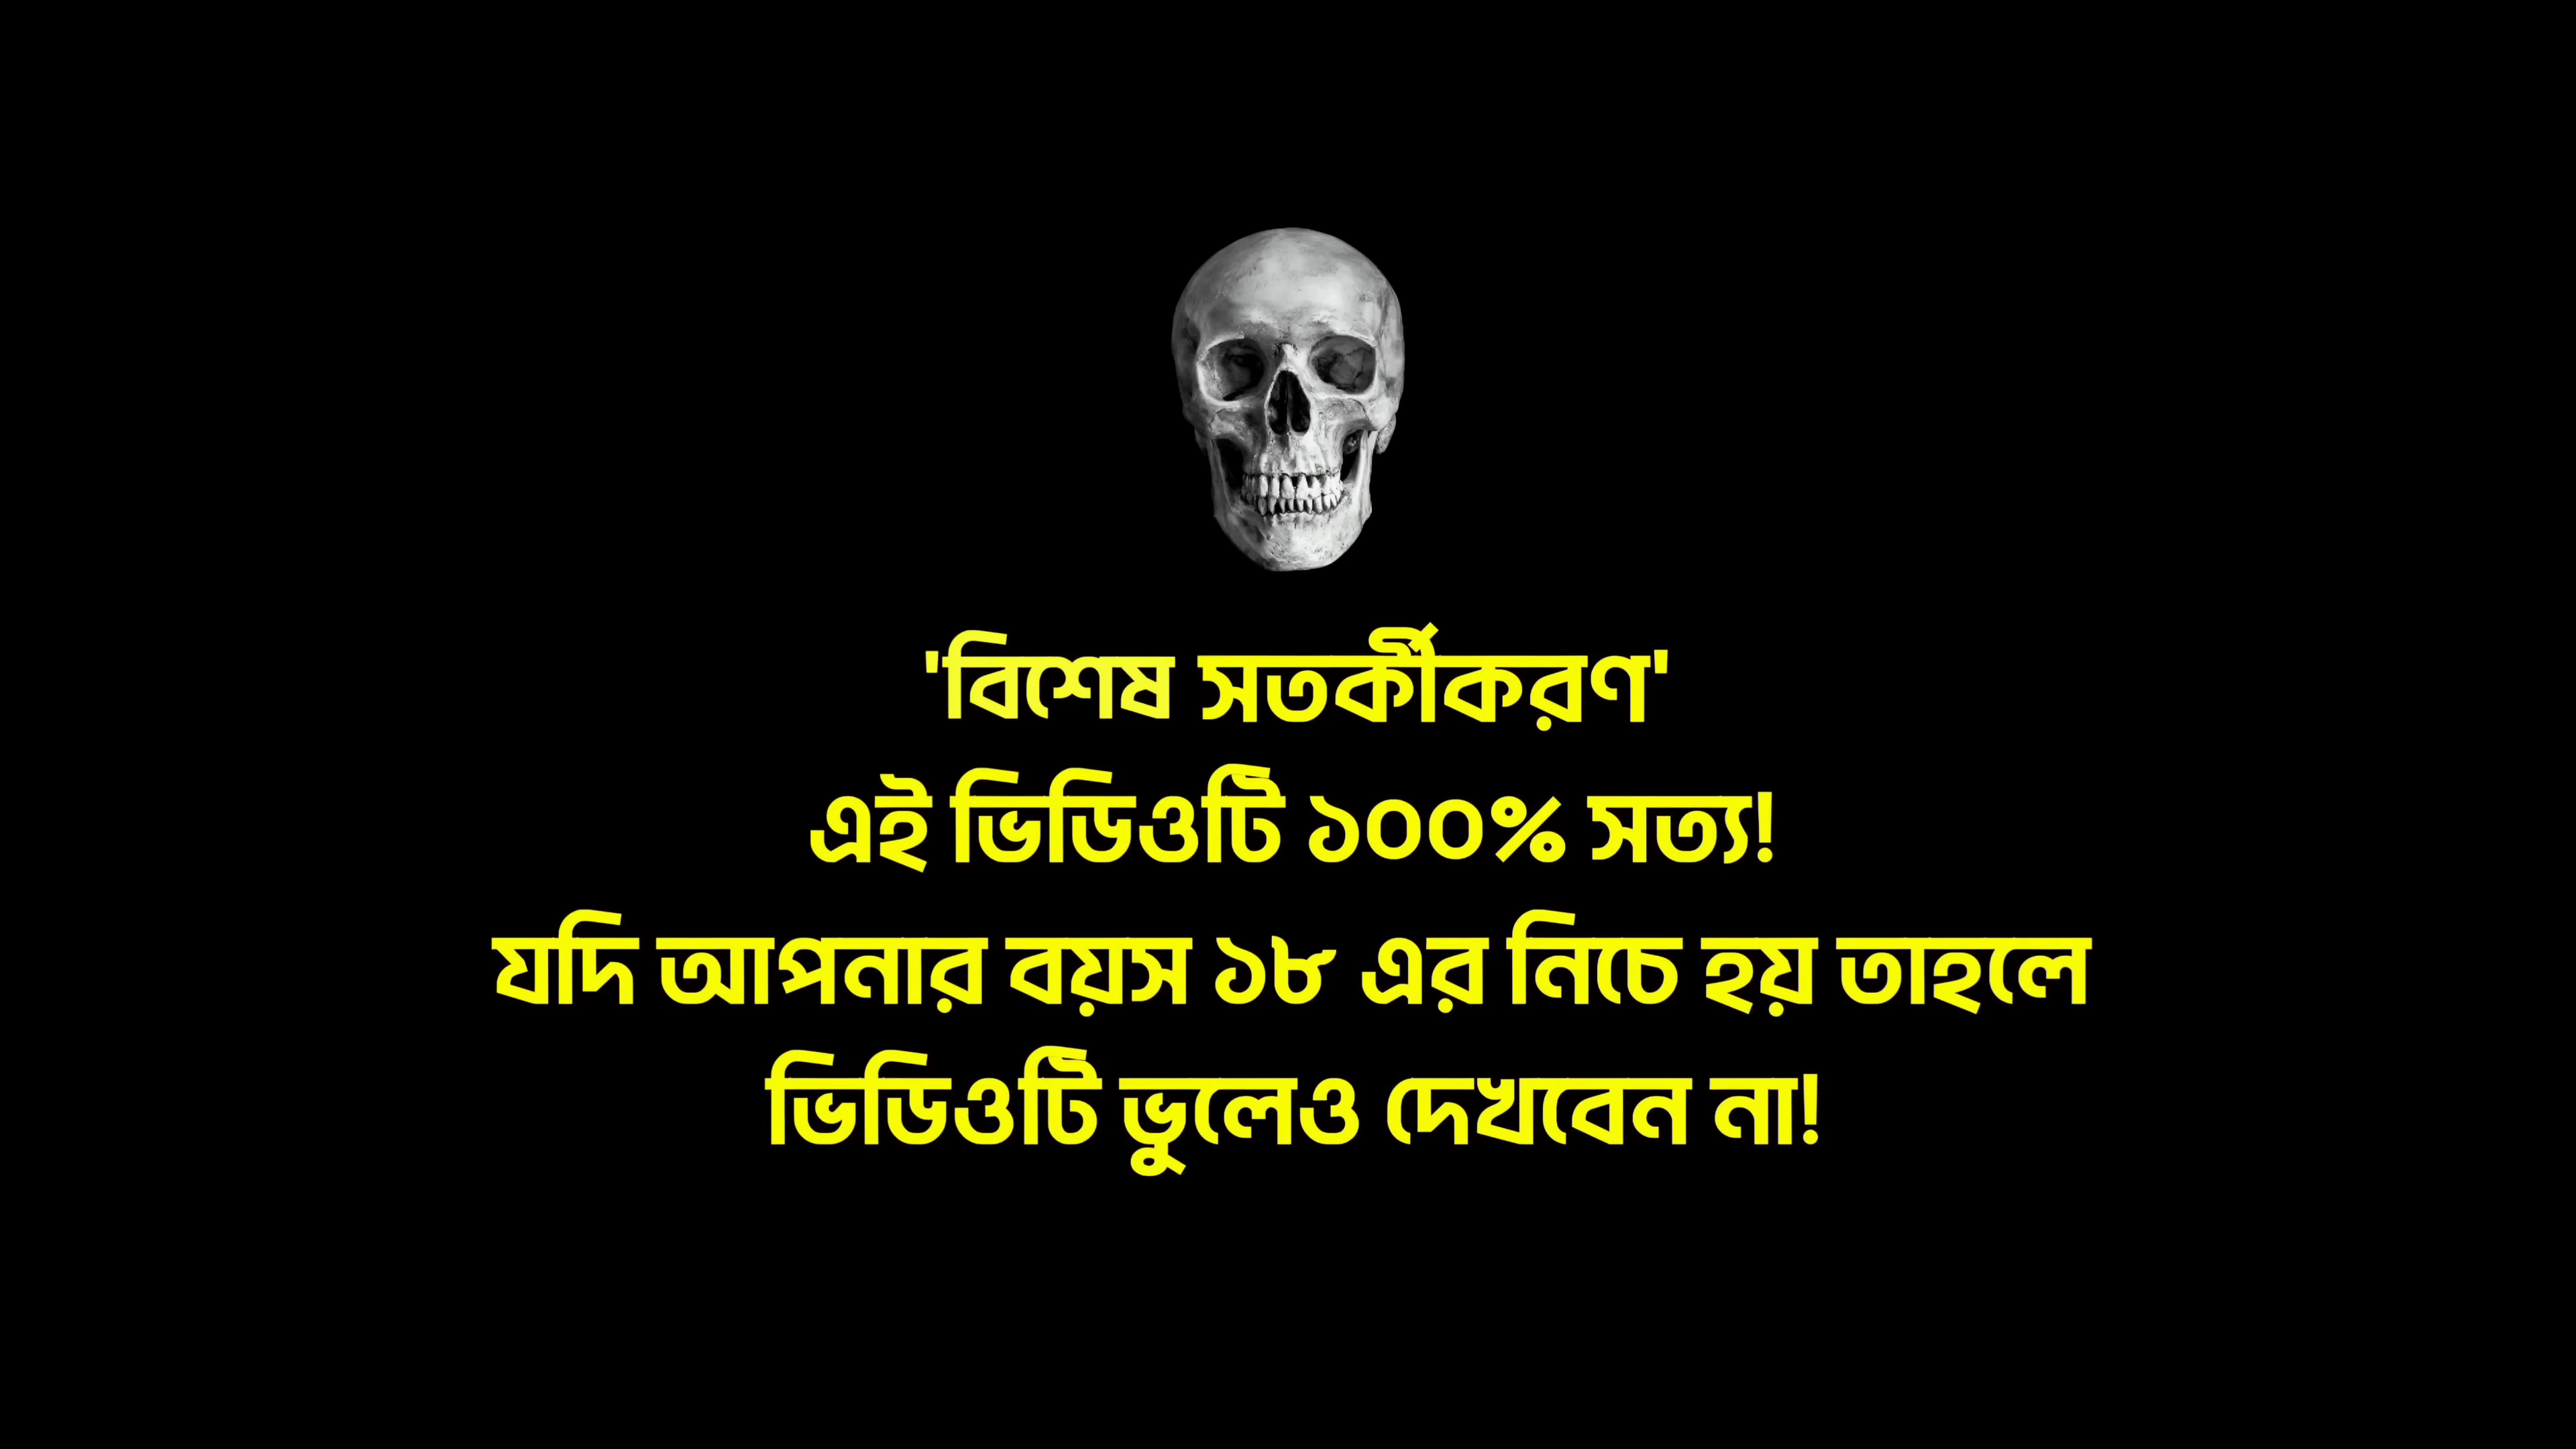 'বিশেষ সতর্কীকরণ'
এই ভিডিওটি ১০০% সত্য!
যদি আপনার বয়স ১৮ এর নিচে হয় তাহলে
ভিডিওটি ভুলেও দেখবেন না!